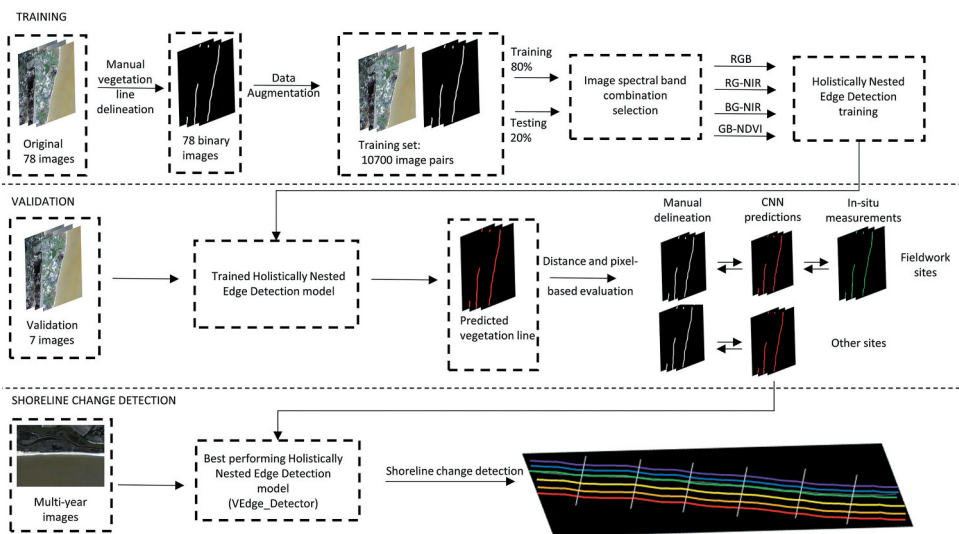 TRAINING
Original
78 images
Manual
vegetation
line
delineation
78 binary
images
Data
Augmentation
Training set:
10700 image pairs
Training
80%
Testing
20%
Image spectral band
combination
selection
RGB
RG-NIR
BG-NIR
GB-NDVI
Holistically Nested
Edge Detection
training
VALIDATION
Validation
7 images
Trained Holistically Nested
Edge Detection model
Predicted
vegetation line
Distance and pixel-
based evaluation
Manual
delineation
CNN
predictions
In-situ
measurements
Fieldwork
sites
Other sites
SHORELINE CHANGE DETECTION
Multi-year
images
Best performing Holistically
Nested Edge Detection
model
(VEdge_Detector)
Shoreline change detection